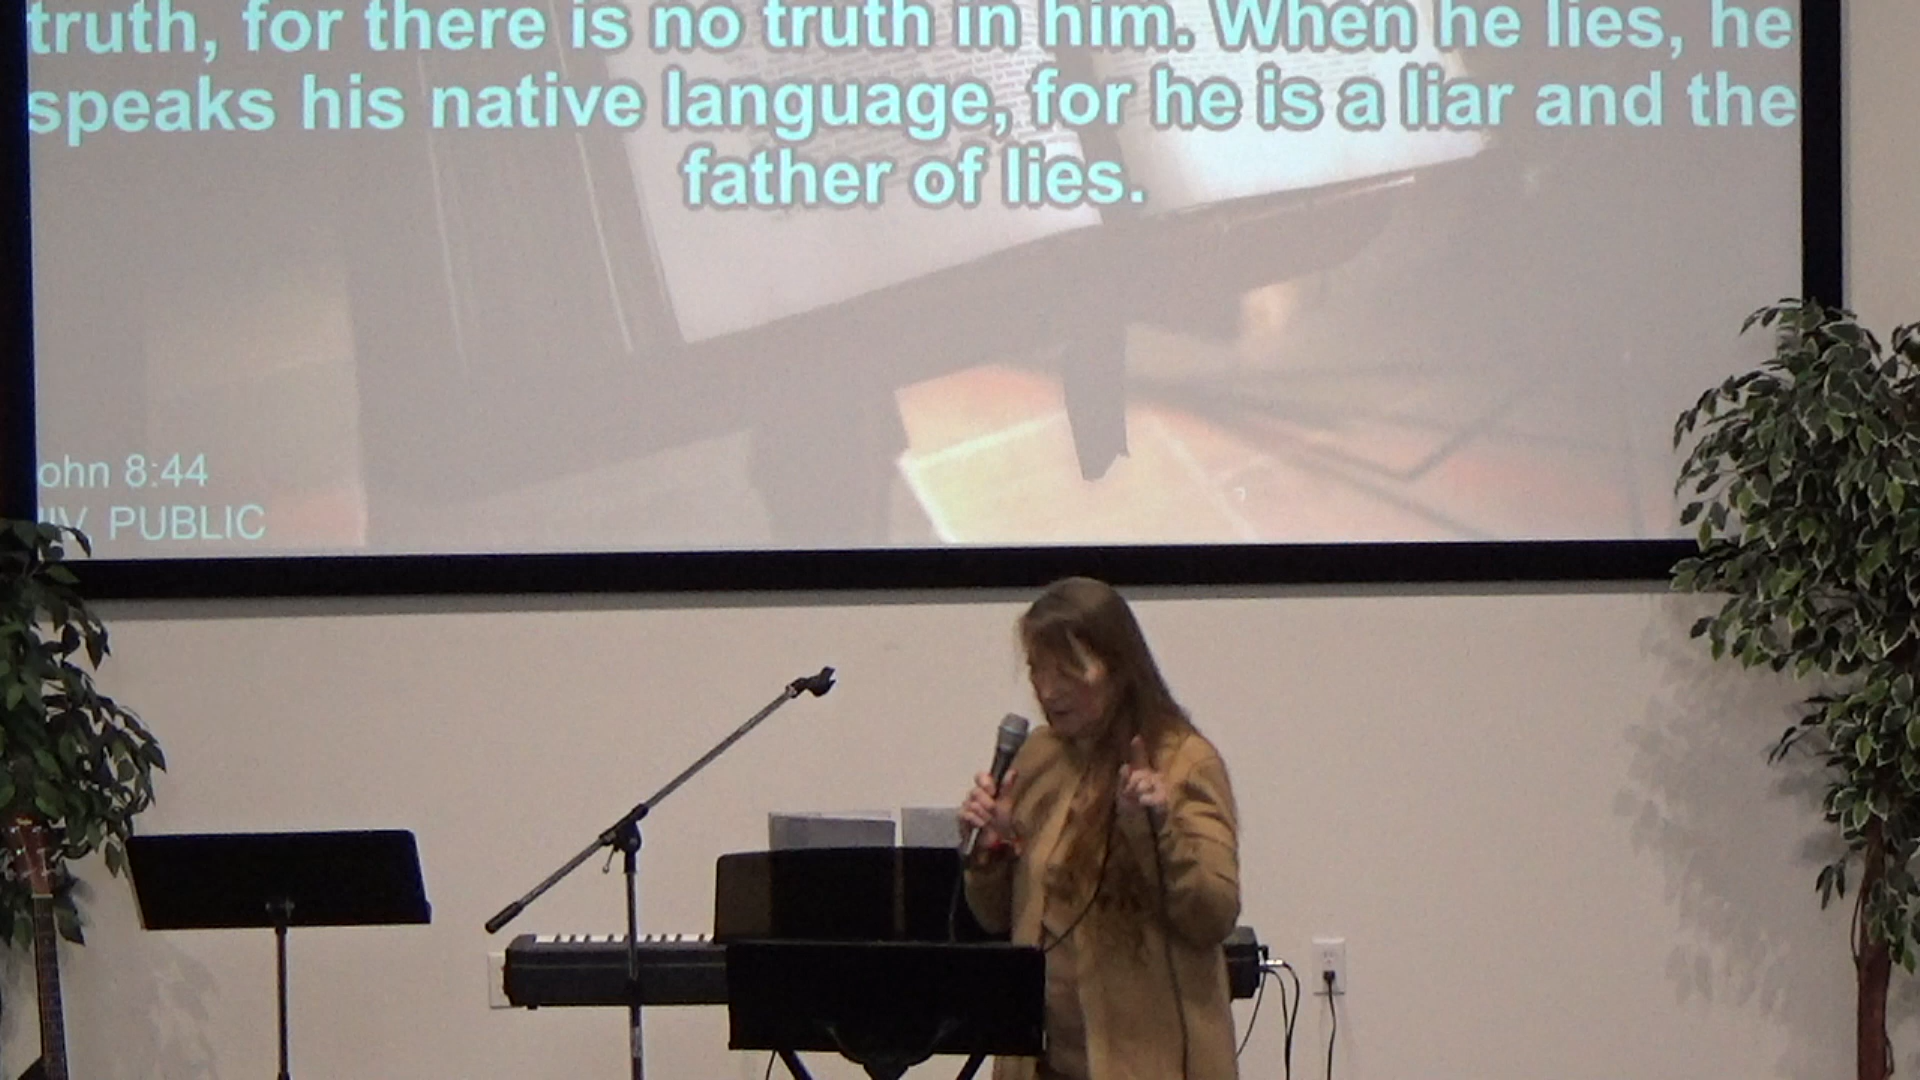 truth, for there is no truth in him. When he lies, he
speaks his native language, for he is a liar and the
father of lies.
ohn 8:44
IV, PUBLIC